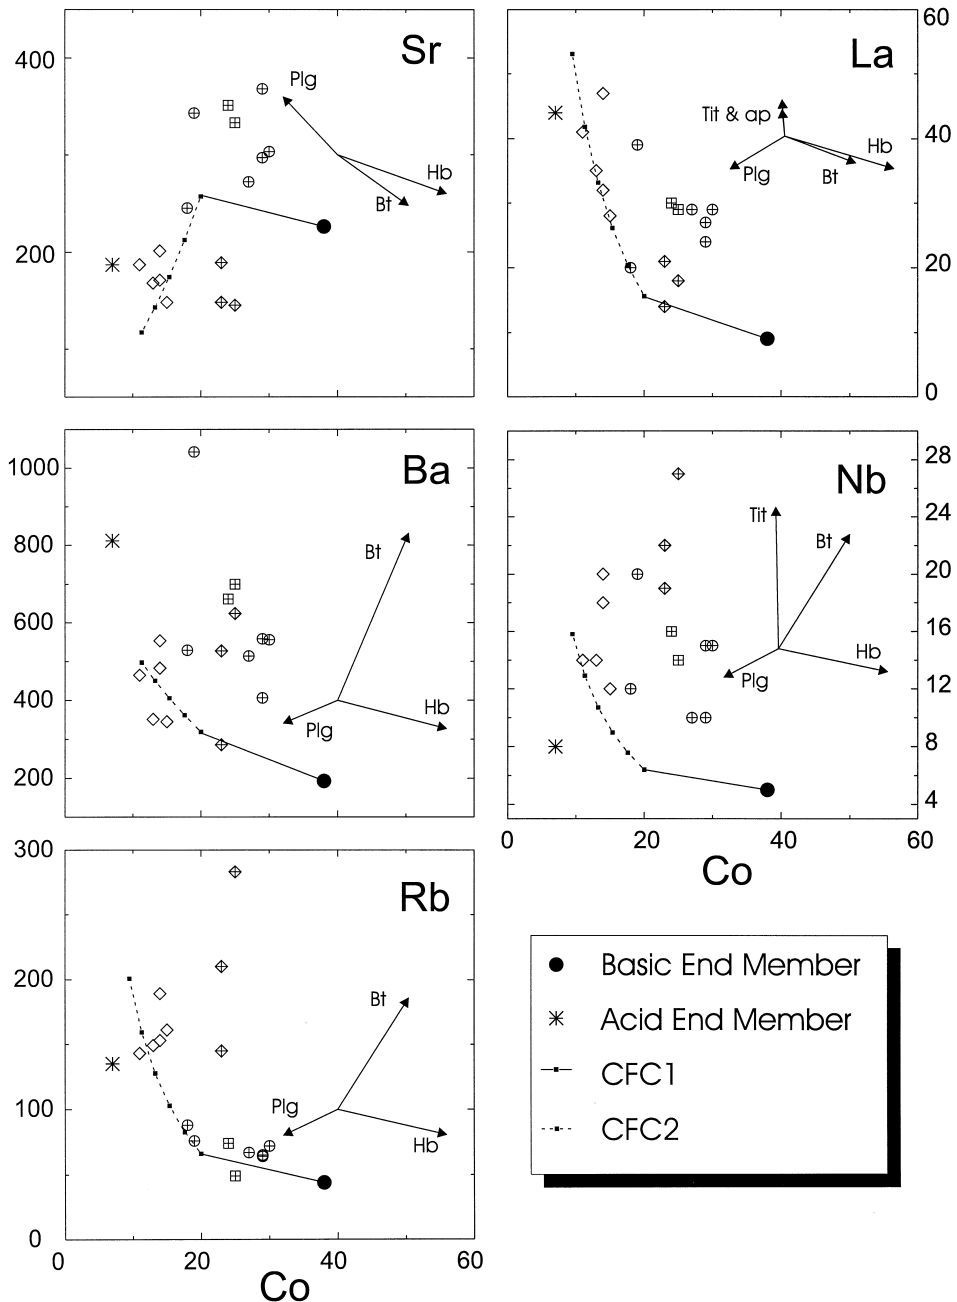 Sr
400
200
Plg
Hb
Bt
La
60
40
20
0
Tit & ap
Hb
Plg
Bt
Ba
1000
800
600
400
200
Bt
Hb
Plg
Nb
28
24
20
16
12
8
4
Tit
Bt
Hb
Plg
0 20 40 60
Co
Rb
300
200
100
0
Bt
Plg
Hb
0 20 40 60
Co
Basic End Member
Acid End Member
CFC1
CFC2